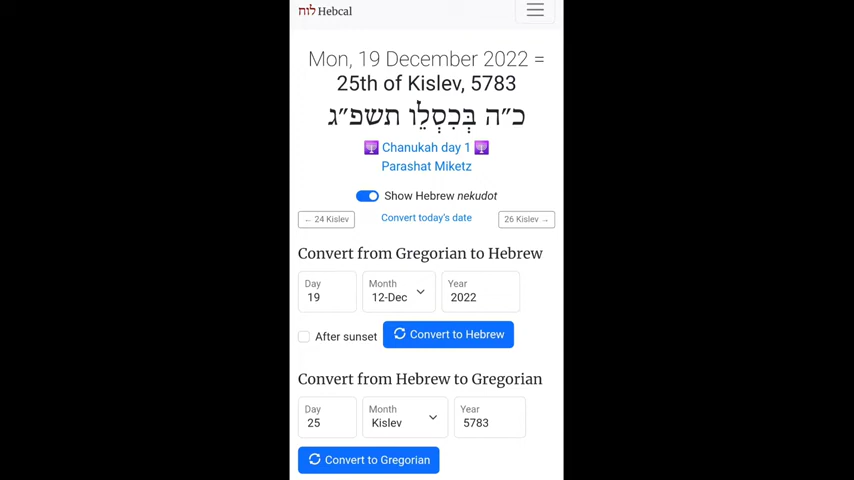 לוח Hebcal
Mon, 19 December 2022 =
25th of Kislev, 5783
כ״ה בְּכִסְלֵו תשפ״ג
🕎 Chanukah day 1 🕎
Parashat Miketz
Show Hebrew nekudot
← 24 Kislev Convert today's date 26 Kislev →
Convert from Gregorian to Hebrew
Day Month Year
19 12-Dec 2022
After sunset Convert to Hebrew
Convert from Hebrew to Gregorian
Day Month Year
25 Kislev 5783
Convert to Gregorian